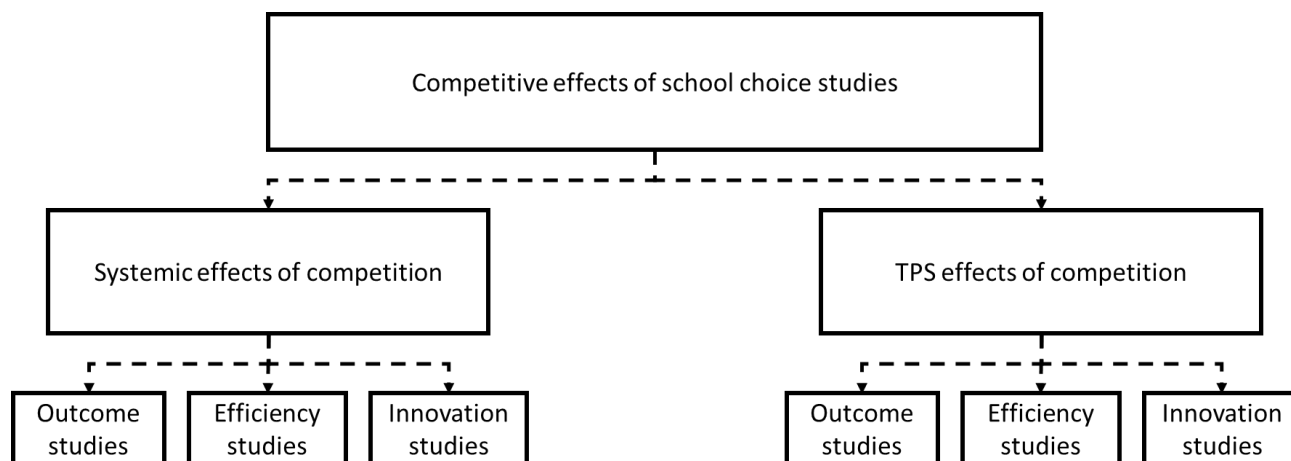 Competitive effects of school choice studies
Systemic effects of competition
TPS effects of competition
Outcome
studies
Efficiency
studies
Innovation
studies
Outcome
studies
Efficiency
studies
Innovation
studies